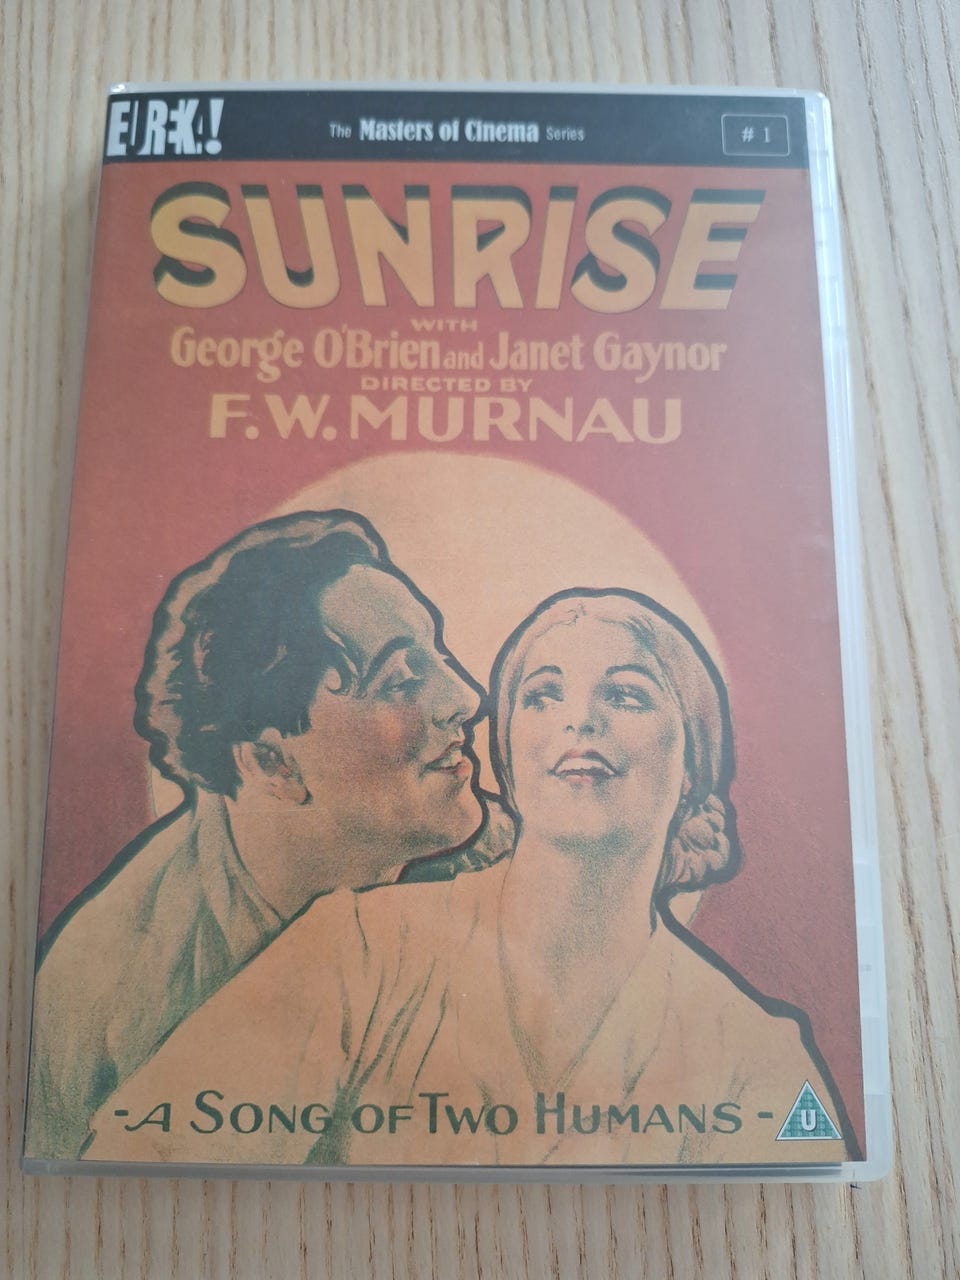 EUREKA!
The Masters of Cinema Series
# 1
SUNRISE
WITH
George O'Brien and Janet Gaynor
DIRECTED BY
F.W. MURNAU
- A SONG OF TWO HUMANS -
U